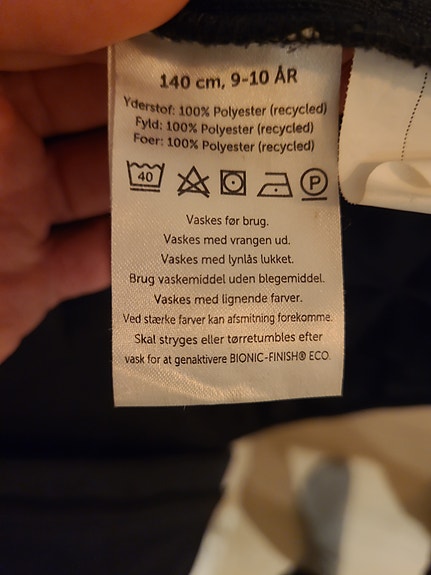 140 cm, 9-10 ÅR
Yderstof: 100% Polyester (recycled)
Fyld: 100% Polyester (recycled)
Foer: 100% Polyester (recycled)
40 P
Vaskes før brug.
Vaskes med vrangen ud.
Vaskes med lynlås lukket.
Brug vaskemiddel uden blegemiddel.
Vaskes med lignende farver.
Ved stærke farver kan afsmitning forekomme.
Skal stryges eller tørretumbles efter
vask for at genaktivere BIONIC-FINISH® ECO.